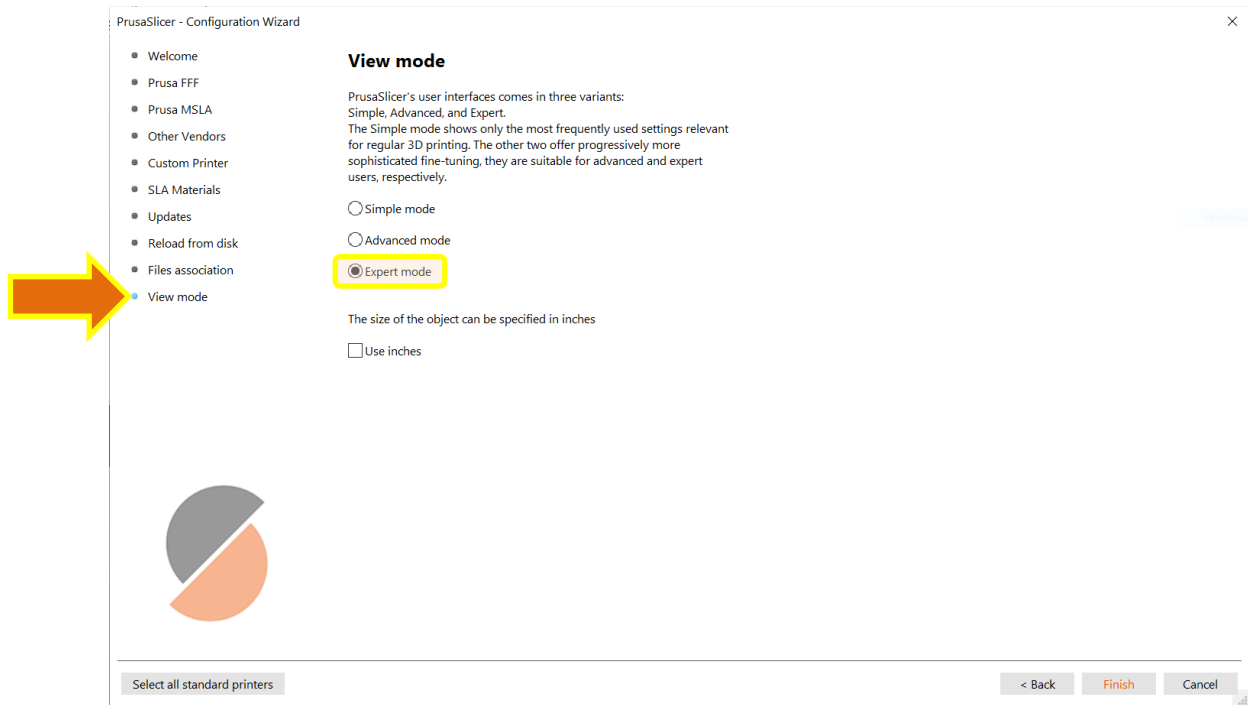 PrusaSlicer - Configuration Wizard
Welcome
Prusa FFF
Prusa MSLA
Other Vendors
Custom Printer
SLA Materials
Updates
Reload from disk
Files association
View mode
View mode
PrusaSlicer's user interfaces comes in three variants:
Simple, Advanced, and Expert.
The Simple mode shows only the most frequently used settings relevant
for regular 3D printing. The other two offer progressively more
sophisticated fine-tuning, they are suitable for advanced and expert
users, respectively.
Simple mode
Advanced mode
Expert mode
The size of the object can be specified in inches
Use inches
Window
Select all standard printers
< Back
Finish
Cancel